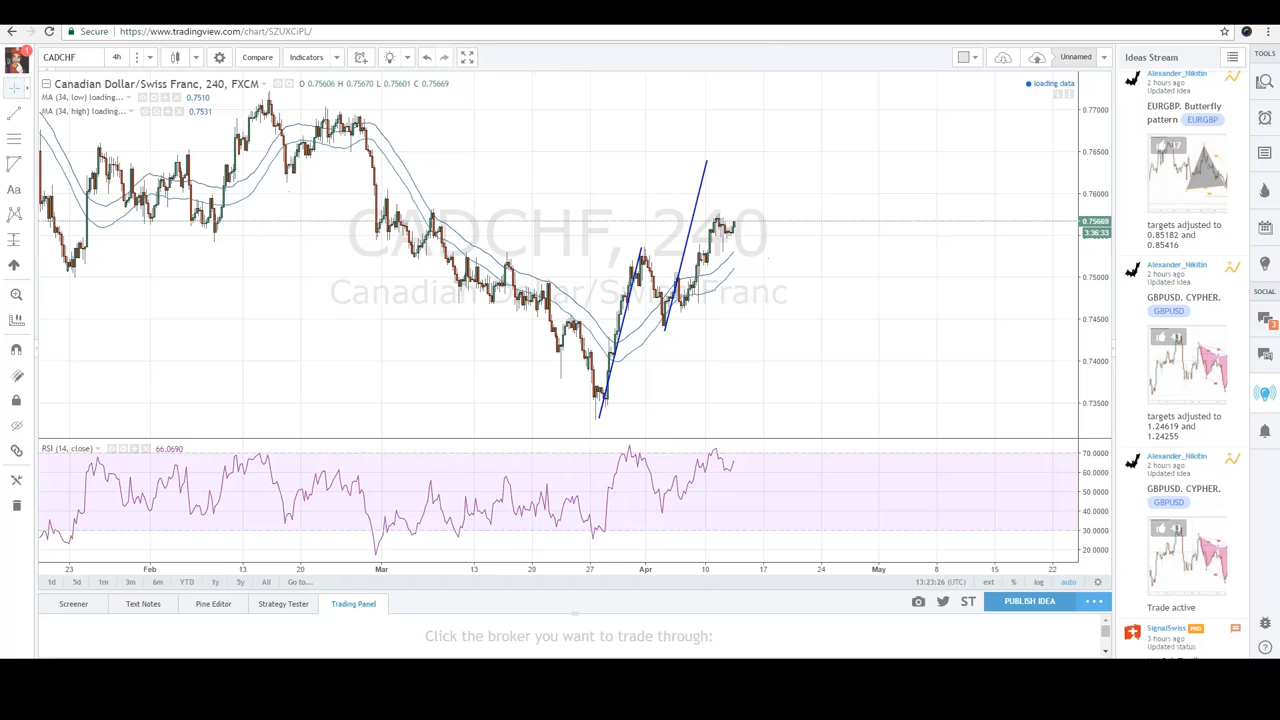 Secure
https://www.tradingview.com/chart/SZUXCiPL/
1
CADCHF
4h
Compare
Indicators
Unnamed
Ideas Stream
TOOLS
Canadian Dollar/Swiss Franc, 240, FXCM
O 0.75606 H 0.75670 L 0.75601 C 0.75669
loading data
MA (34, low) loading...
0.7510
MA (34, high) loading...
0.7531
CADCHF, 240
Canadian Dollar/Swiss Franc
0.77000
0.76500
0.76000
0.75669
3:36:33
0.75000
0.74500
0.74000
0.73500
RSI (14, close)
66.0690
70.0000
60.0000
50.0000
40.0000
30.0000
20.0000
23
Feb
13
20
Mar
13
20
27
Apr
10
17
24
May
8
15
22
1d
5d
1m
3m
6m
YTD
1y
5y
All
Go to...
13:23:26 (UTC)
ext
%
log
auto
Screener
Text Notes
Pine Editor
Strategy Tester
Trading Panel
ST
PUBLISH IDEA
Click the broker you want to trade through:
Alexander_Nikitin
2 hours ago
Updated idea
EURGBP. Butterfly
pattern
EURGBP
targets adjusted to
0.85182 and
0.85416
Alexander_Nikitin
2 hours ago
Updated idea
GBPUSD. CYPHER.
GBPUSD
targets adjusted to
1.24619 and
1.24255
Alexander_Nikitin
2 hours ago
Updated idea
GBPUSD. CYPHER.
GBPUSD
Trade active
SignalSwiss
PRO
3 hours ago
Updated status
SOCIAL
3